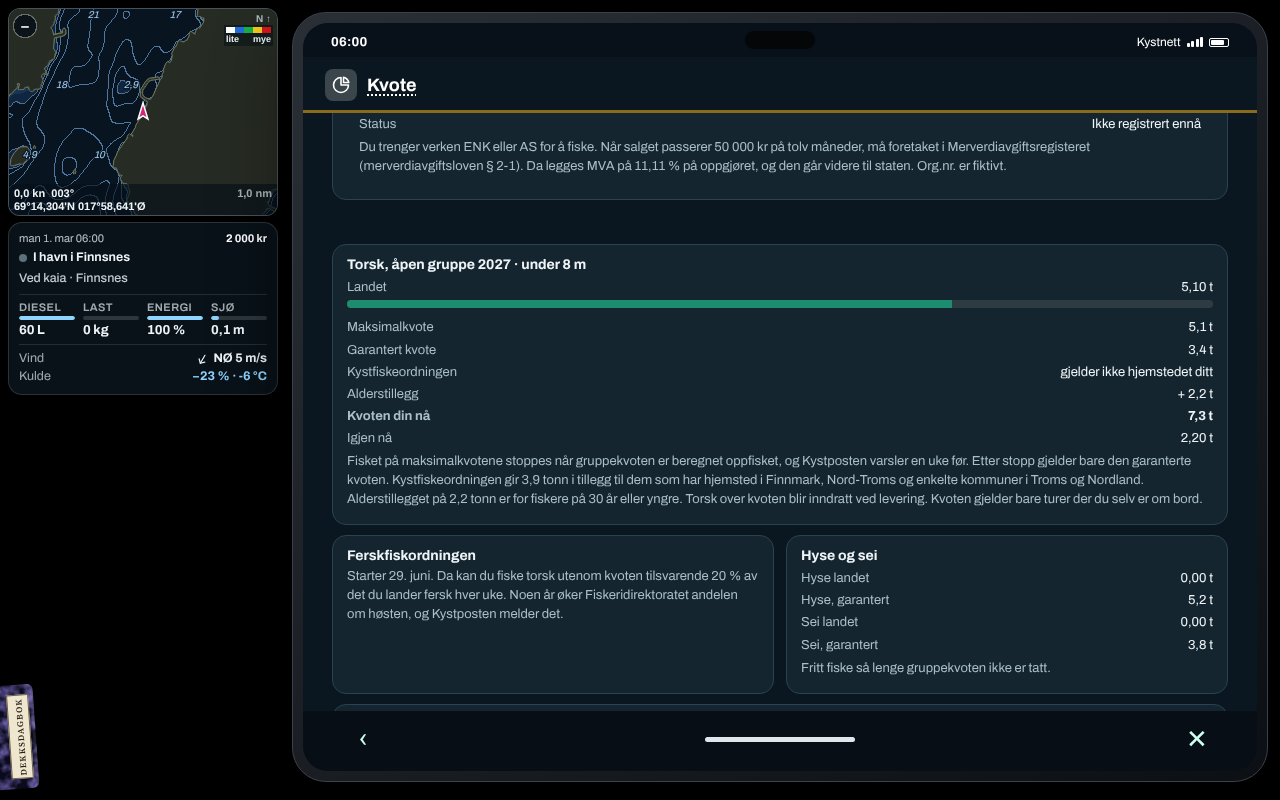 21
17
N ↑
lite mye
18
2,9
4,9
10
0,0 kn 003°
1,0 nm
69°14,304'N 017°58,641'Ø
man 1. mar 06:00
2 000 kr
I havn i Finnsnes
Ved kaia · Finnsnes
DIESEL LAST ENERGI SJØ
60 L 0 kg 100 % 0,1 m
Vind ↙ NØ 5 m/s
Kulde −23 % · -6 °C
DEKKSDAGBOK
06:00
Kystnett
Kvote
Status Ikke registrert ennå
Du trenger verken ENK eller AS for å fiske. Når salget passerer 50 000 kr på tolv måneder, må foretaket i Merverdiavgiftsregisteret
(merverdiavgiftsloven § 2-1). Da legges MVA på 11,11 % på oppgjøret, og den går videre til staten. Org.nr. er fiktivt.
Torsk, åpen gruppe 2027 · under 8 m
Landet 5,10 t
Maksimalkvote 5,1 t
Garantert kvote 3,4 t
Kystfiskeordningen gjelder ikke hjemstedet ditt
Alderstillegg + 2,2 t
Kvoten din nå 7,3 t
Igjen nå 2,20 t
Fisket på maksimalkvotene stoppes når gruppekvoten er beregnet oppfisket, og Kystposten varsler en uke før. Etter stopp gjelder bare den garanterte
kvoten. Kystfiskeordningen gir 3,9 tonn i tillegg til dem som har hjemsted i Finnmark, Nord-Troms og enkelte kommuner i Troms og Nordland.
Alderstillegget på 2,2 tonn er for fiskere på 30 år eller yngre. Torsk over kvoten blir inndratt ved levering. Kvoten gjelder bare turer der du selv er om bord.
Ferskfiskordningen
Starter 29. juni. Da kan du fiske torsk utenom kvoten tilsvarende 20 % av
det du lander fersk hver uke. Noen år øker Fiskeridirektoratet andelen
om høsten, og Kystposten melder det.
Hyse og sei
Hyse landet 0,00 t
Hyse, garantert 5,2 t
Sei landet 0,00 t
Sei, garantert 3,8 t
Fritt fiske så lenge gruppekvoten ikke er tatt.